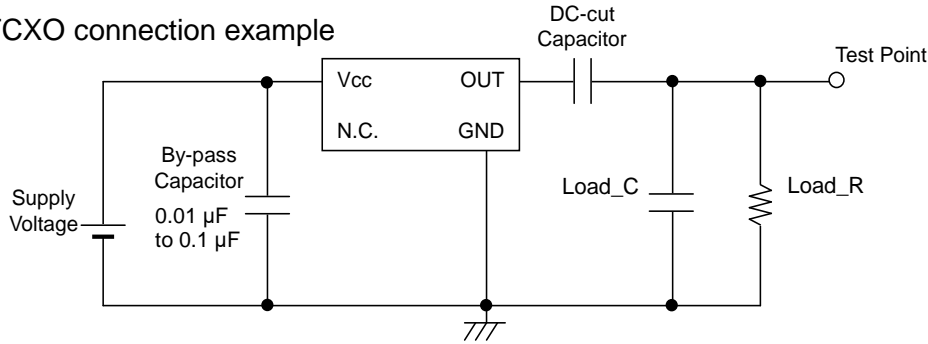 TCXO connection example
DC-cut
Capacitor
Test Point
Vcc
OUT
N.C.
GND
By-pass
Capacitor
0.01 µF
to 0.1 µF
Supply
Voltage
Load_C
Load_R